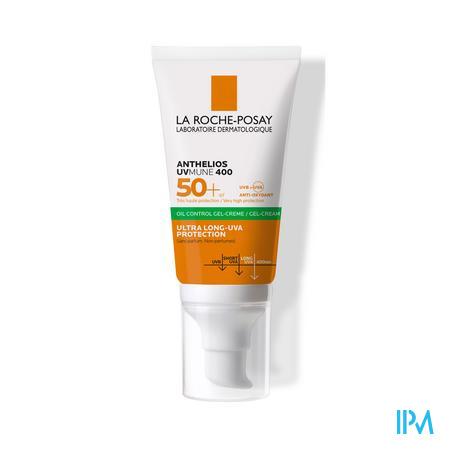 LA ROCHE-POSAY
LABORATOIRE DERMATOLOGIQUE
ANTHELIOS
UVMUNE 400
50+
UVB + UVA
ANTI-OXYDANT
Très haute protection / Very high protection
OIL CONTROL GEL-CREME / GEL-CREAM
ULTRA LONG-UVA
PROTECTION
Sans parfum. Non-perfumed.
UVB
SHORT UVA
LONG UVA
400nm
IPM